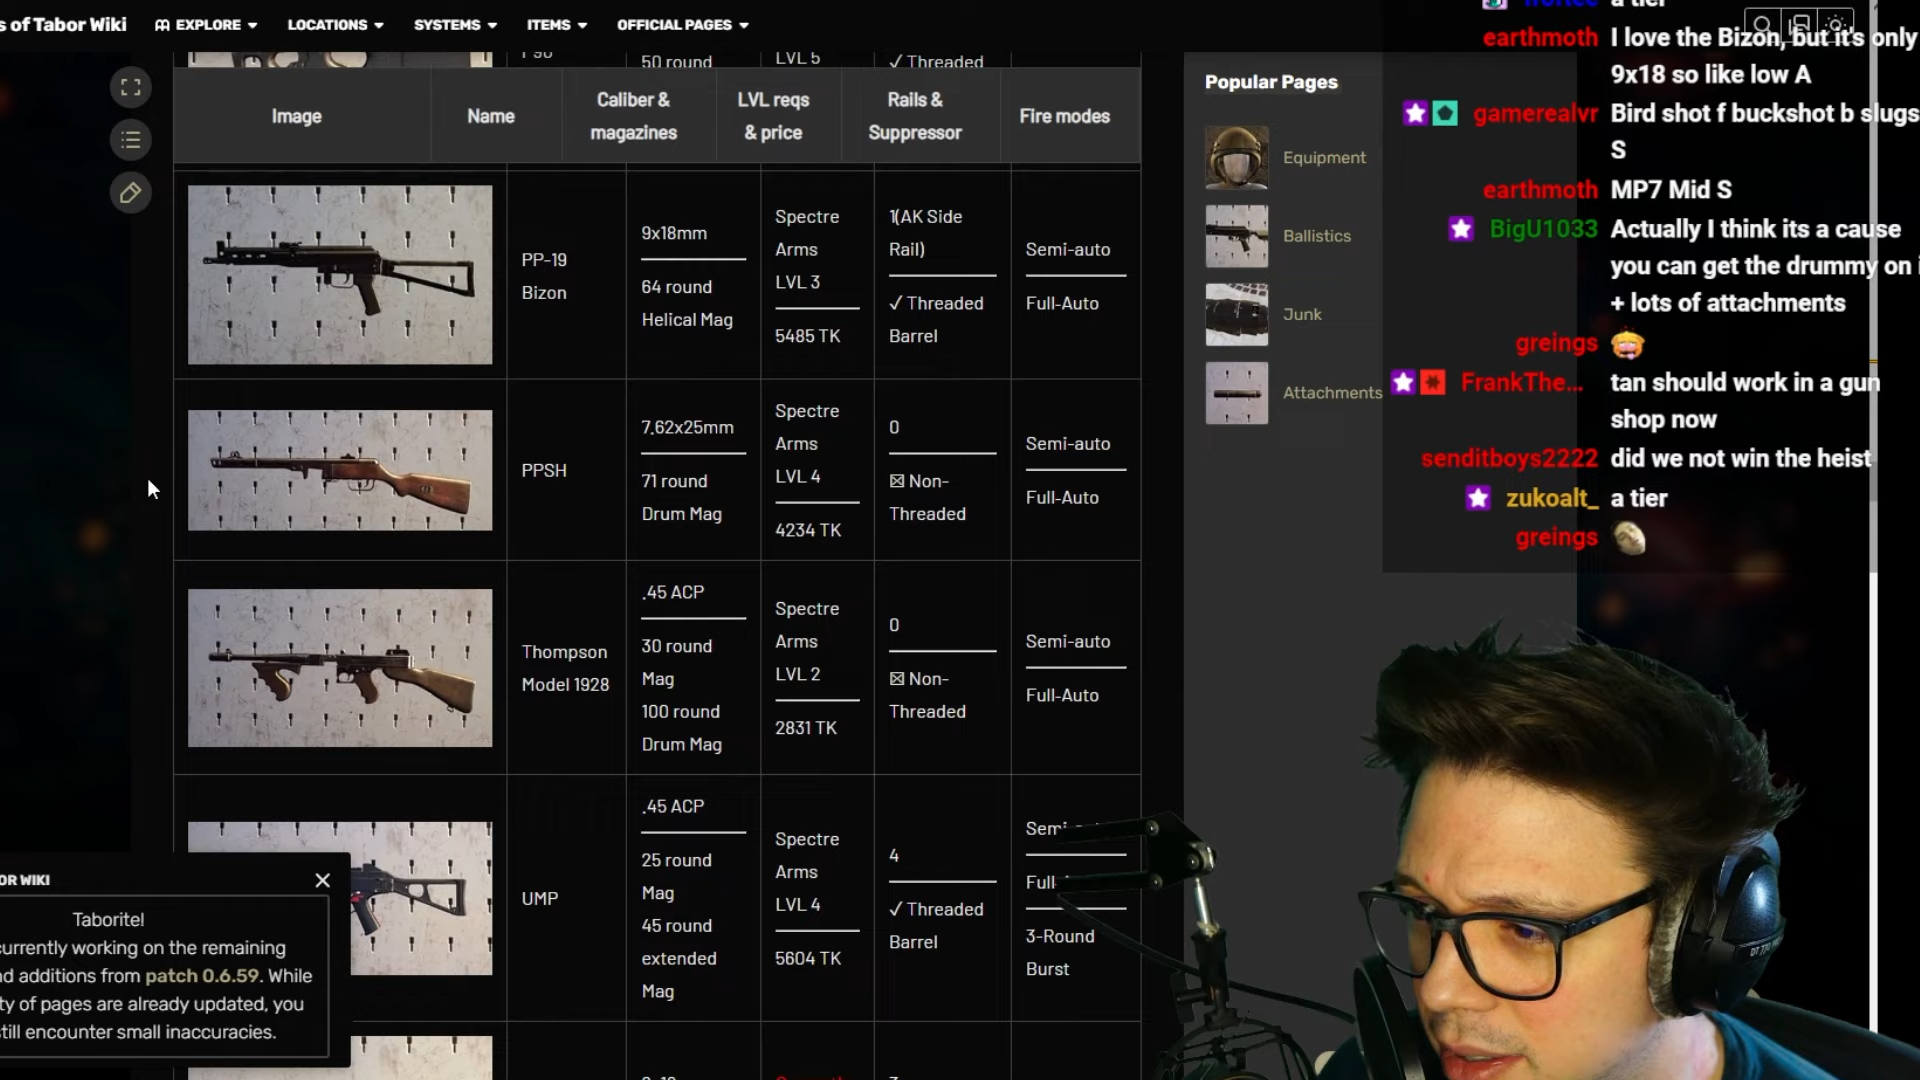 s of Tabor Wiki
EXPLORE
LOCATIONS
SYSTEMS
ITEMS
OFFICIAL PAGES
50 round
LVL 5
✓ Threaded
Image
Name
Caliber &
magazines
LVL reqs
& price
Rails &
Suppressor
Fire modes
PP-19
Bizon
9x18mm
64 round
Helical Mag
Spectre
Arms
LVL 3
5485 TK
1(AK Side
Rail)
✓ Threaded
Barrel
Semi-auto
Full-Auto
PPSH
7.62x25mm
71 round
Drum Mag
Spectre
Arms
LVL 4
4234 TK
0
☒ Non-
Threaded
Semi-auto
Full-Auto
Thompson
Model 1928
.45 ACP
30 round
Mag
100 round
Drum Mag
Spectre
Arms
LVL 2
2831 TK
0
☒ Non-
Threaded
Semi-auto
Full-Auto
UMP
.45 ACP
25 round
Mag
45 round
extended
Mag
Spectre
Arms
LVL 4
5604 TK
4
✓ Threaded
Barrel
3-Round
Burst
OR WIKI
Taborite!
currently working on the remaining
nd additions from patch 0.6.59. While
ty of pages are already updated, you
still encounter small inaccuracies.
Popular Pages
Equipment
Ballistics
Junk
Attachments
a tier
earthmoth I love the Bizon, but it's only
9x18 so like low A
gamerealvr Bird shot f buckshot b slugs
S
earthmoth MP7 Mid S
BigU1033 Actually I think its a cause
you can get the drummy on i
+ lots of attachments
greings
FrankThe... tan should work in a gun
shop now
senditboys2222 did we not win the heist
zukoalt_ a tier
greings